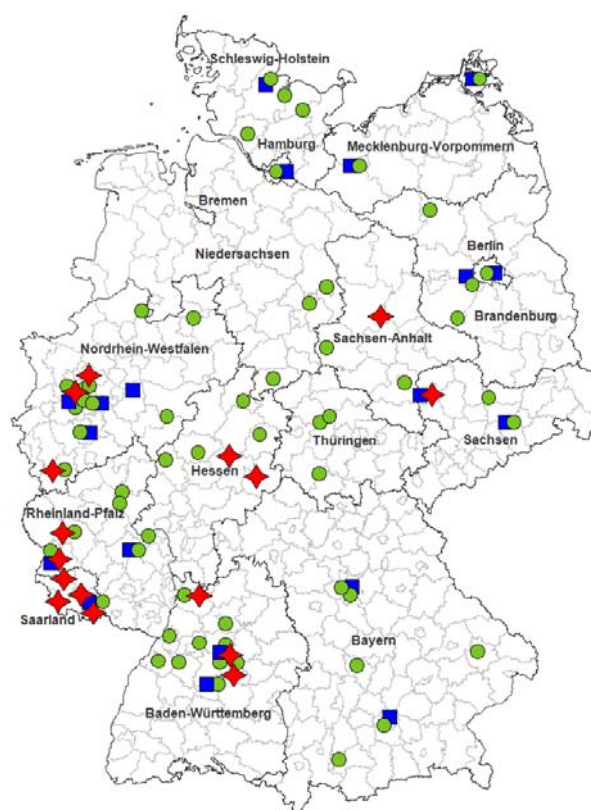 Schleswig-Holstein
Hamburg
Mecklenburg-Vorpommern
Bremen
Niedersachsen
Berlin
Brandenburg
Sachsen-Anhalt
Nordrhein-Westfalen
Sachsen
Thüringen
Hessen
Rheinland-Pfalz
Saarland
Bayern
Baden-Württemberg